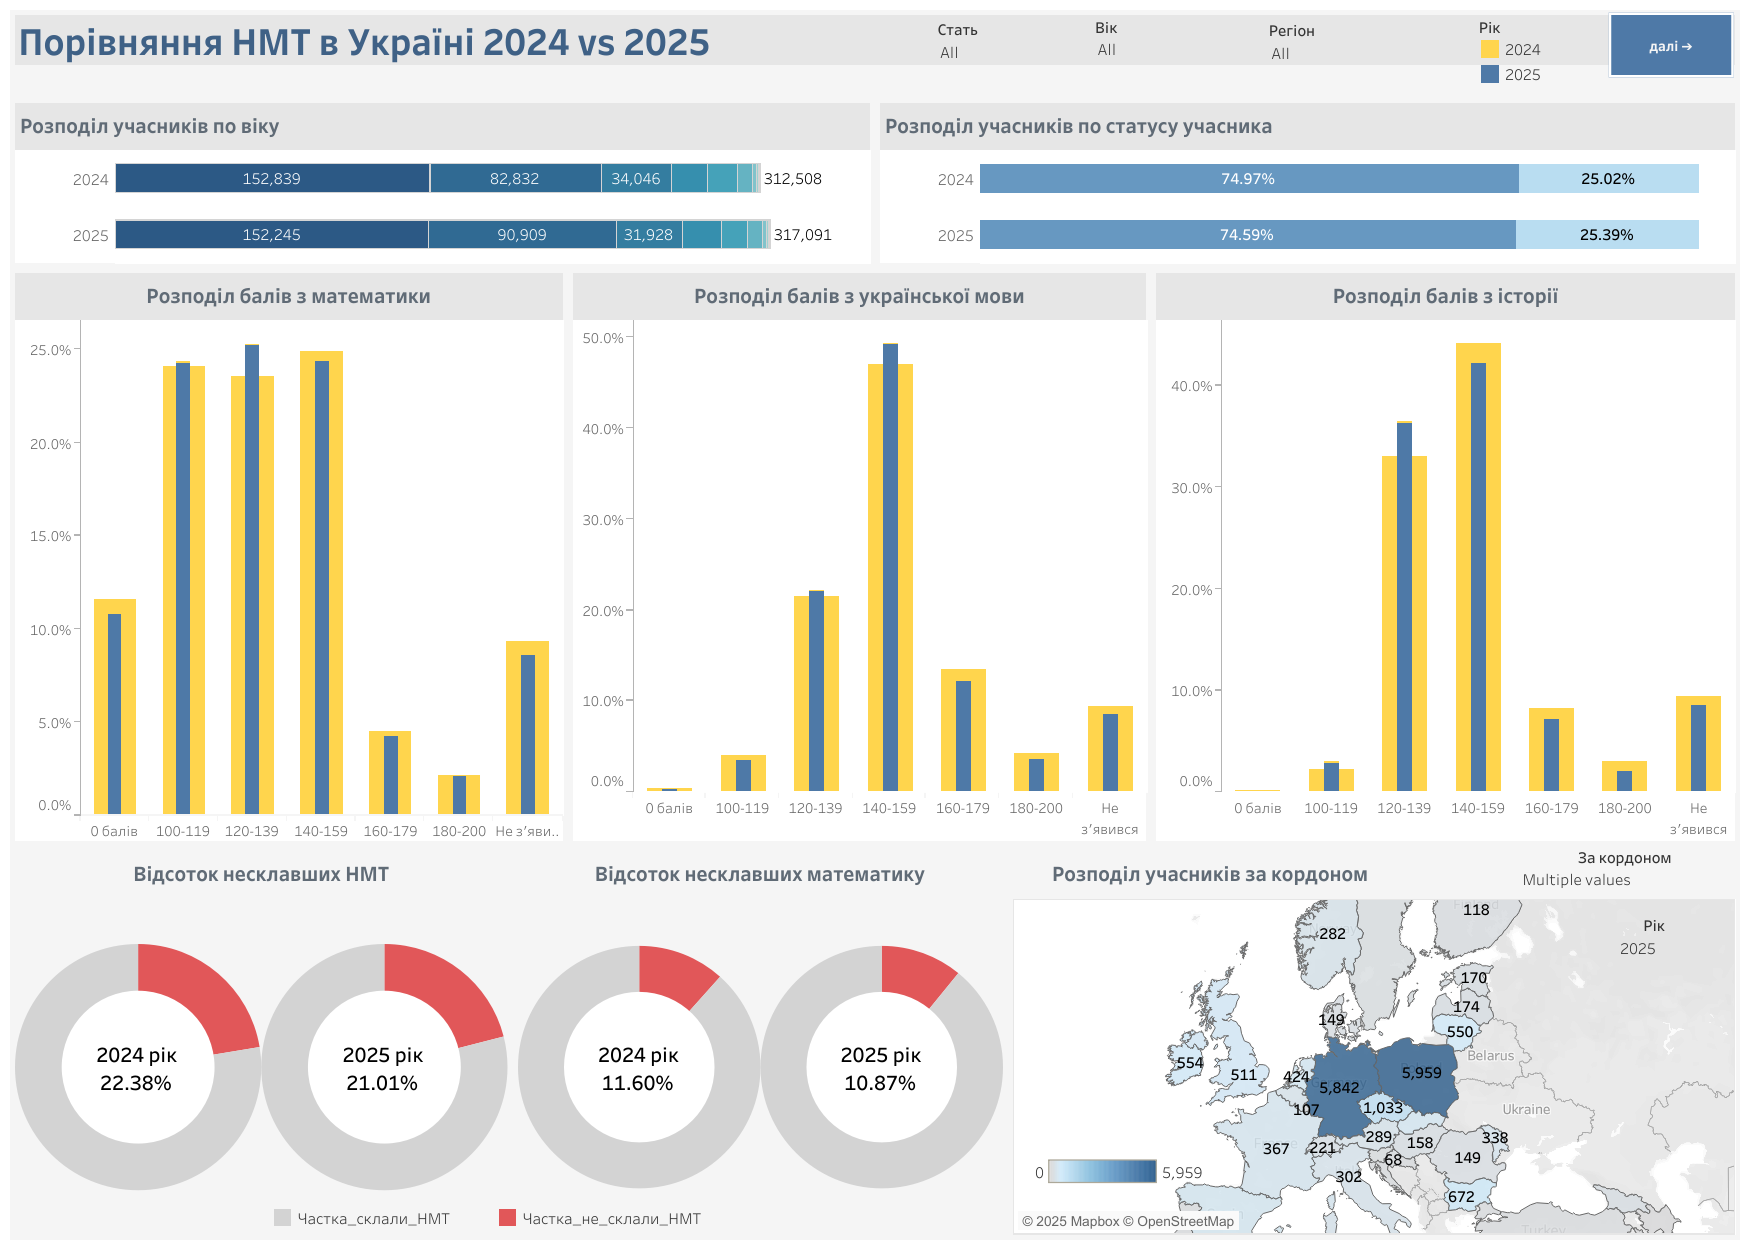 Порівняння НМТ в Україні 2024 vs 2025
Стать
All
Вік
All
Регіон
All
Рік
2024
2025
далі →
Розподіл учасників по віку
2024 152,839 82,832 34,046 312,508
2025 152,245 90,909 31,928 317,091
Розподіл учасників по статусу учасника
2024 74.97% 25.02%
2025 74.59% 25.39%
Розподіл балів з математики
25.0%
20.0%
15.0%
10.0%
5.0%
0.0%
0 балів 100-119 120-139 140-159 160-179 180-200 Не з’яви..
Розподіл балів з української мови
50.0%
40.0%
30.0%
20.0%
10.0%
0.0%
0 балів 100-119 120-139 140-159 160-179 180-200 Не
з’явився
Розподіл балів з історії
40.0%
30.0%
20.0%
10.0%
0.0%
0 балів 100-119 120-139 140-159 160-179 180-200 Не
з’явився
Відсоток несклавших НМТ
2024 рік
22.38%
2025 рік
21.01%
Відсоток несклавших математику
2024 рік
11.60%
2025 рік
10.87%
Частка_склали_НМТ
Частка_не_склали_НМТ
Розподіл учасників за кордоном
За кордоном
Multiple values
Рік
2025
118
282
170
174
149
550
Belarus
554
511
424
5,842
5,959
107
1,033
Ukraine
367
221
289
158
338
68
149
302
672
Turkey
0 5,959
© 2025 Mapbox © OpenStreetMap